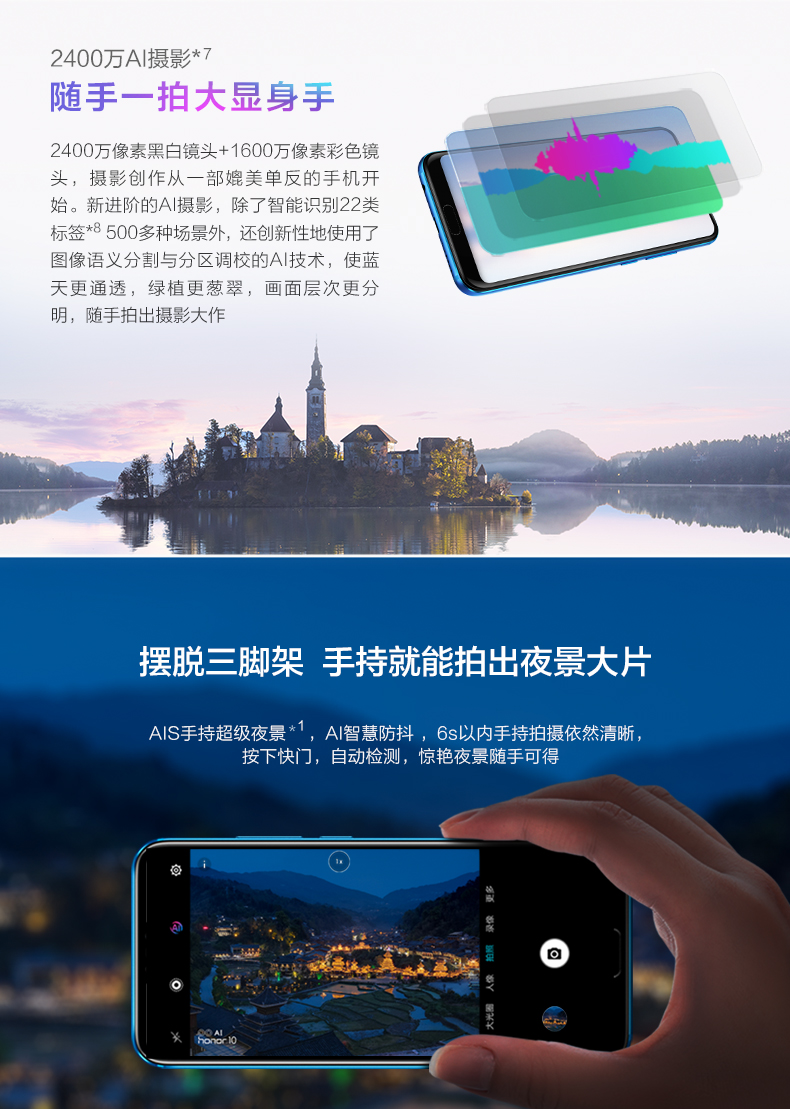 2400万AI摄影*7
随手一拍大显身手
2400万像素黑白镜头+1600万像素彩色镜
头，摄影创作从一部媲美单反的手机开
始。新进阶的AI摄影，除了智能识别22类
标签*8 500多种场景外，还创新性地使用了
图像语义分割与分区调校的AI技术，使蓝
天更通透，绿植更葱翠，画面层次更分
明，随手拍出摄影大作
摆脱三脚架 手持就能拍出夜景大片
AIS手持超级夜景*1，AI智慧防抖，6s以内手持拍摄依然清晰，
按下快门，自动检测，惊艳夜景随手可得
1x
AI
AI
honor 10
更多
录像
拍照
人像
大光圈